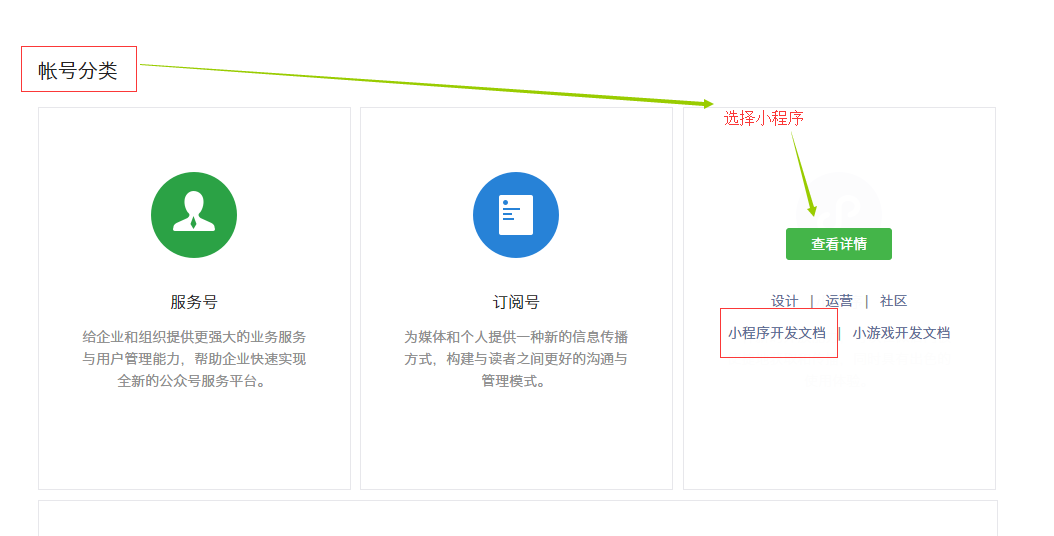 帐号分类
选择小程序
服务号
给企业和组织提供更强大的业务服务
与用户管理能力，帮助企业快速实现
全新的公众号服务平台。
订阅号
为媒体和个人提供一种新的信息传播
方式，构建与读者之间更好的沟通与
管理模式。
查看详情
设计 | 运营 | 社区
小程序开发文档 | 小游戏开发文档